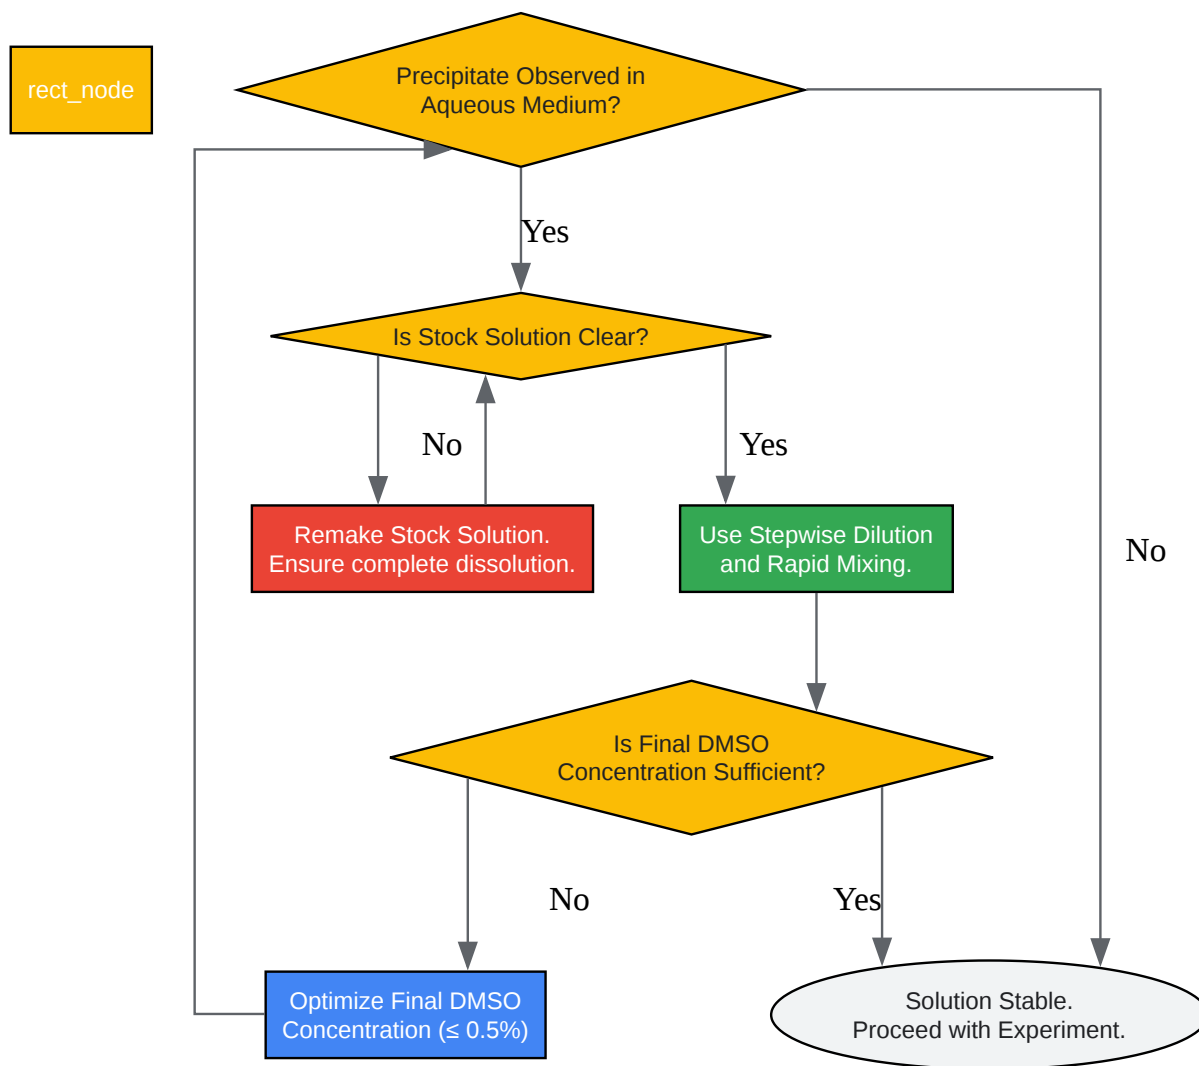 rect_node
Precipitate Observed in
Aqueous Medium?
Yes
Is Stock Solution Clear?
No
Yes
Remake Stock Solution.
Ensure complete dissolution.
Use Stepwise Dilution
and Rapid Mixing.
No
Is Final DMSO
Concentration Sufficient?
No
Yes
Optimize Final DMSO
Concentration (≤ 0.5%)
Solution Stable.
Proceed with Experiment.